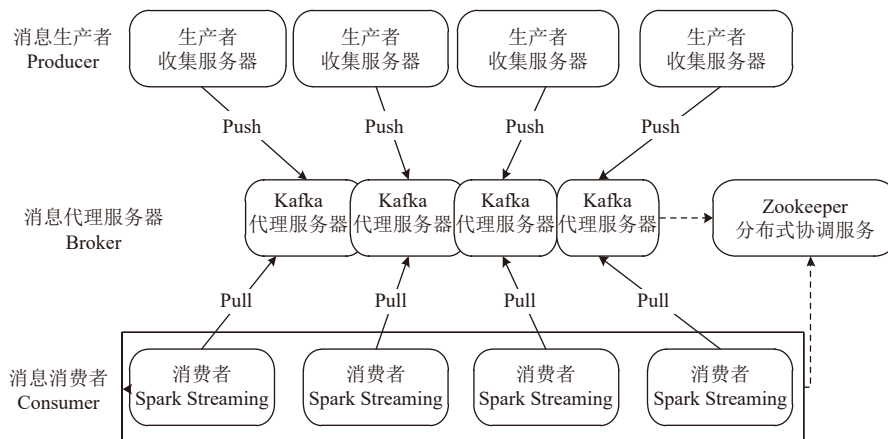 消息生产者
Producer
生产者
收集服务器
生产者
收集服务器
生产者
收集服务器
生产者
收集服务器
Push
Push
Push
Push
消息代理服务器
Broker
Kafka
代理服务器
Kafka
代理服务器
Kafka
代理服务器
Kafka
代理服务器
Zookeeper
分布式协调服务
Pull
Pull
Pull
Pull
消息消费者
Consumer
消费者
Spark Streaming
消费者
Spark Streaming
消费者
Spark Streaming
消费者
Spark Streaming